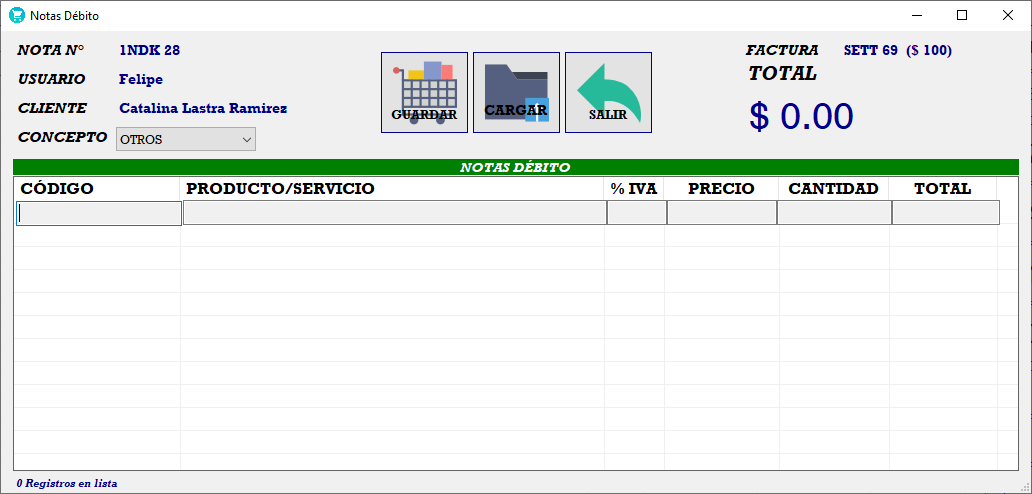 Notas Débito
NOTA N° 1NDK 28
USUARIO Felipe
CLIENTE Catalina Lastra Ramirez
CONCEPTO OTROS
GUARDAR CARGAR SALIR
FACTURA SETT 69 ($ 100)
TOTAL
$ 0.00
NOTAS DÉBITO
CÓDIGO PRODUCTO/SERVICIO % IVA PRECIO CANTIDAD TOTAL
0 Registros en lista